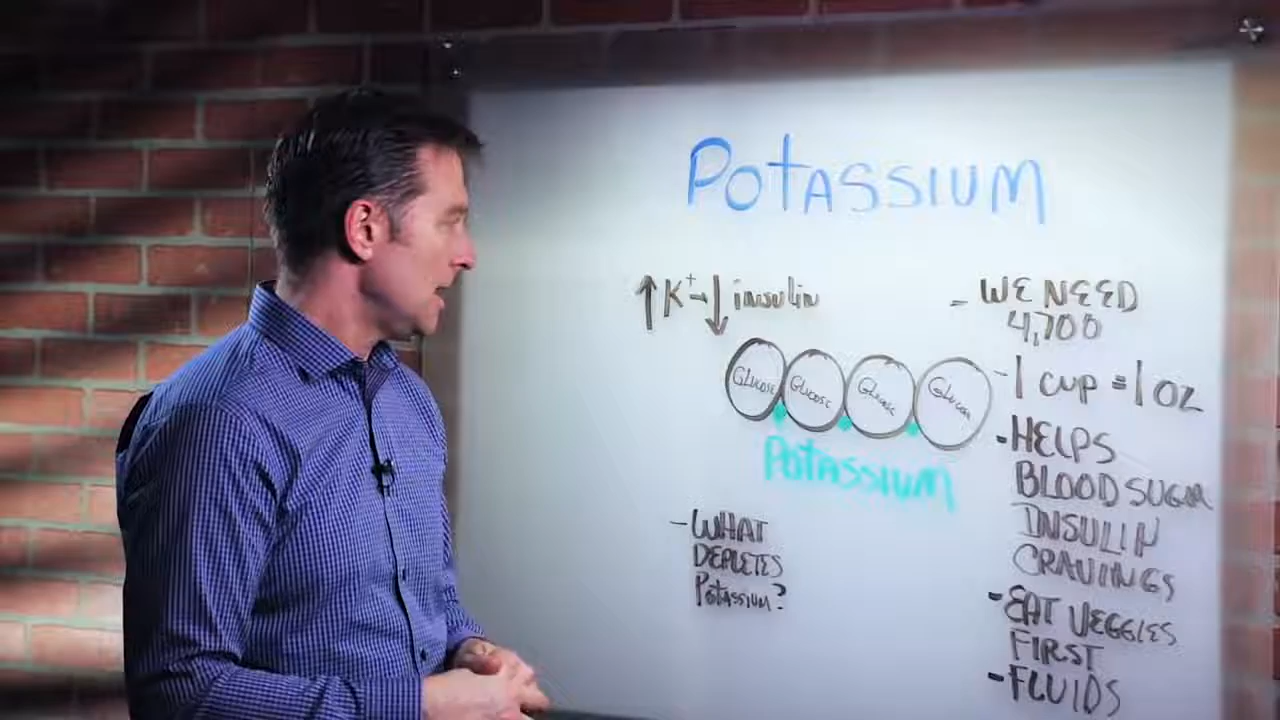 POTASSIUM
↑K+→↓insulin
GLUCOSE GLUCOSE GLUCOSE GLUCOSE
POTASSIUM
-WHAT
DEPLETES
POTASSIUM?
- WE NEED
4,700
-1 CUP = 1 OZ
-HELPS
BLOOD SUGAR
INSULIN
CRAVINGS
-EAT VEGGIES
FIRST
-FLUIDS